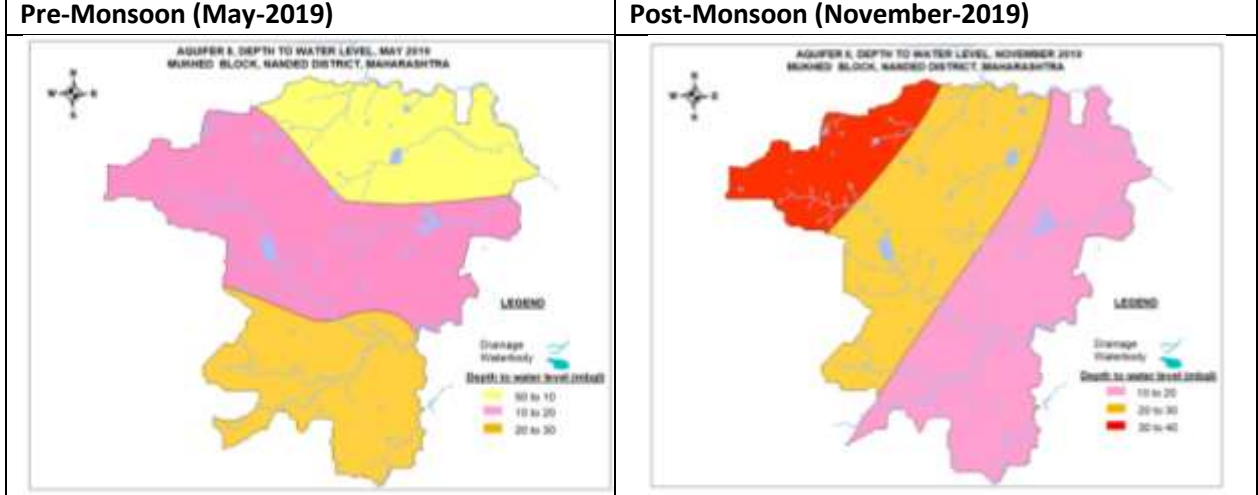 Pre-Monsoon (May-2019)
Post-Monsoon (November-2019)
AQUIFER II, DEPTH TO WATER LEVEL, MAY 2019
MUKHED BLOCK, NANDED DISTRICT, MAHARASHTRA
N
W E
S
LEGEND
Drainage
Waterbody
Depth to water level (mbgl)
10 to 20
20 to 30
AQUIFER II, DEPTH TO WATER LEVEL, NOVEMBER 2019
MUKHED BLOCK, NANDED DISTRICT, MAHARASHTRA
N
W E
S
LEGEND
Drainage
Waterbody
Depth to water level (mbgl)
10 to 20
20 to 30
30 to 40